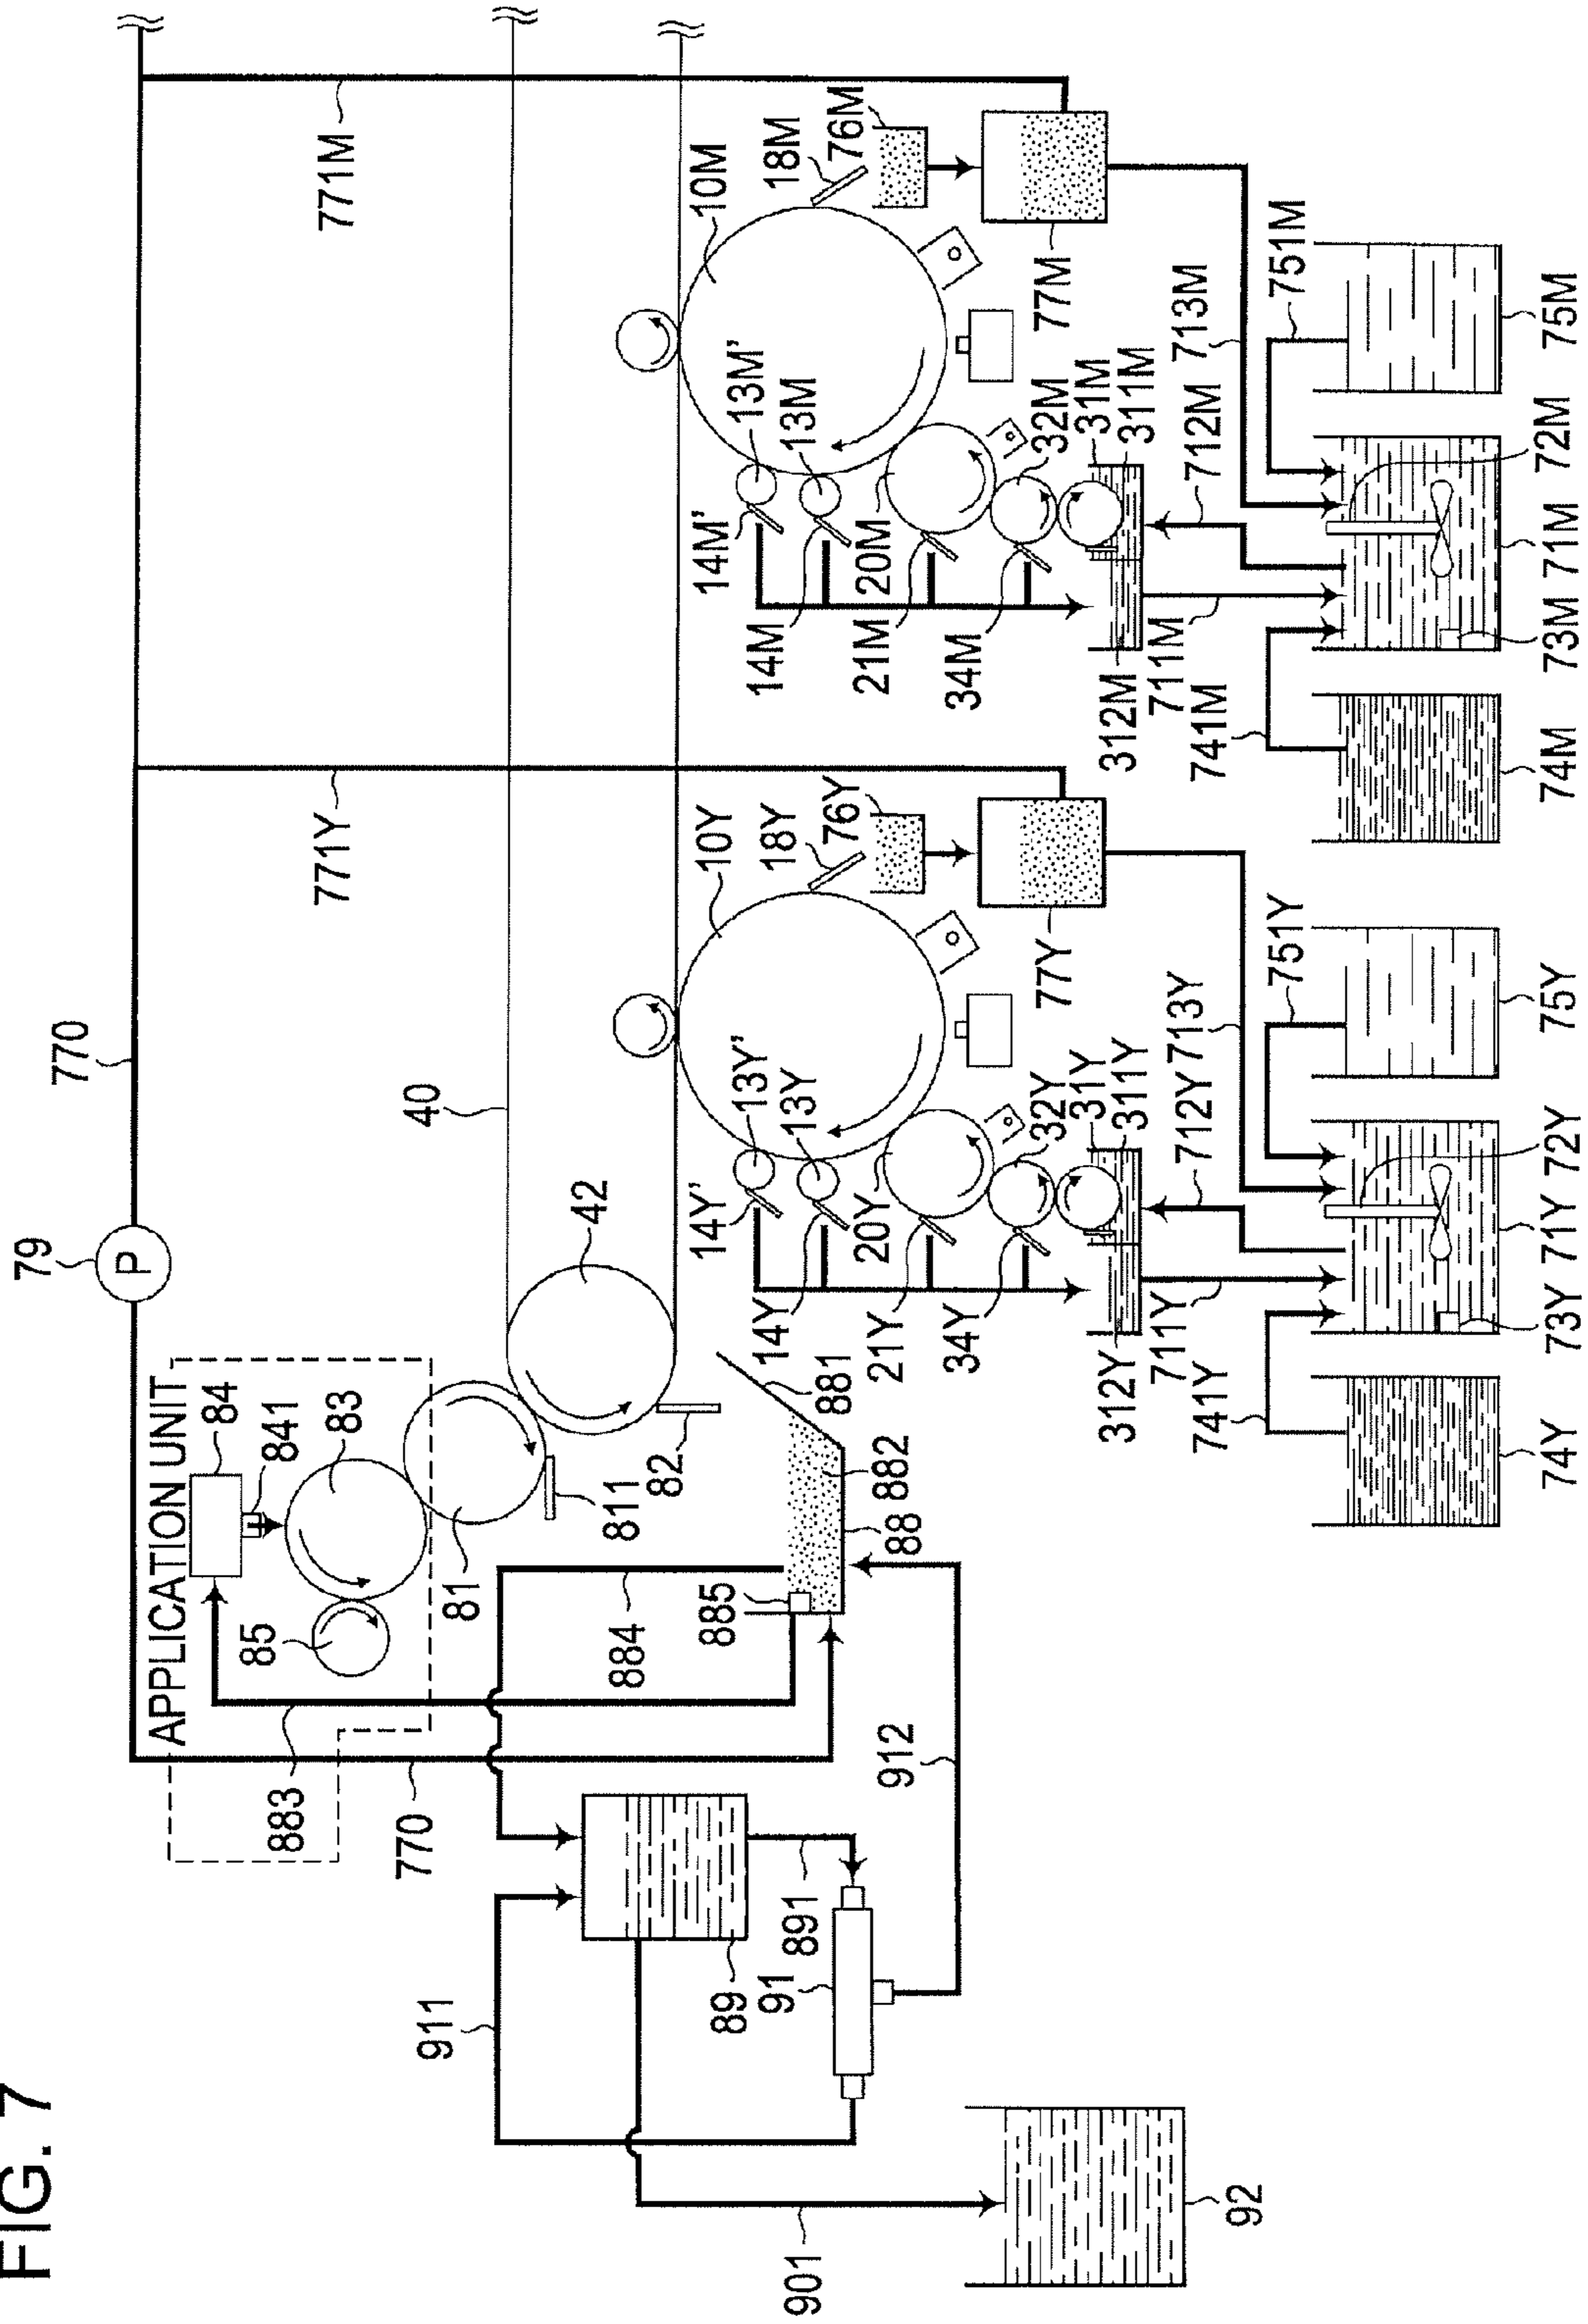 FIG. 7
79
P
770
771Y
771M
APPLICATION UNIT
84
841
83
85
81
811
82
42
40
883
770
884
885
88
882
881
911
89
891
91
912
901
92
10Y
18Y
76Y
77Y
13Y'
13Y
14Y'
14Y
20Y
21Y
34Y
32Y
31Y
311Y
312Y
711Y
712Y
713Y
741Y
751Y
74Y
73Y
71Y
72Y
75Y
10M
18M
76M
77M
13M'
13M
14M'
14M
20M
21M
34M
32M
31M
311M
312M
711M
712M
713M
741M
751M
74M
73M
71M
72M
75M